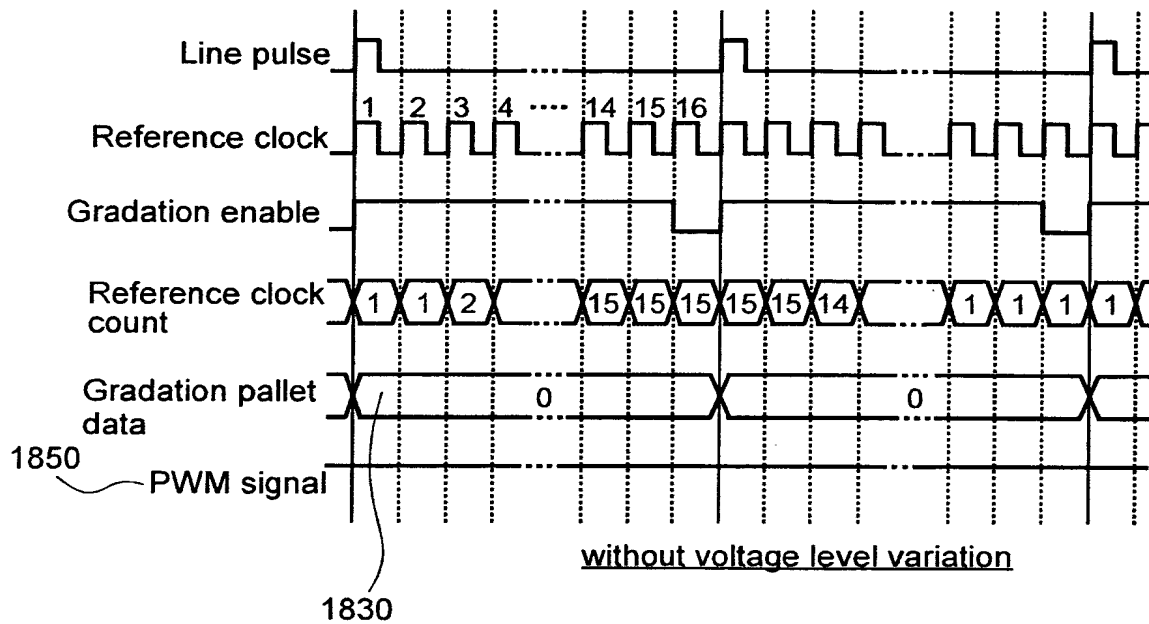 Line pulse
1 2 3 4 ···· 14 15 16
Reference clock
Gradation enable
Reference clock
count
1 1 2 15 15 15 15 15 14 1 1 1 1
Gradation pallet
data
0 0
1850
PWM signal
without voltage level variation
1830